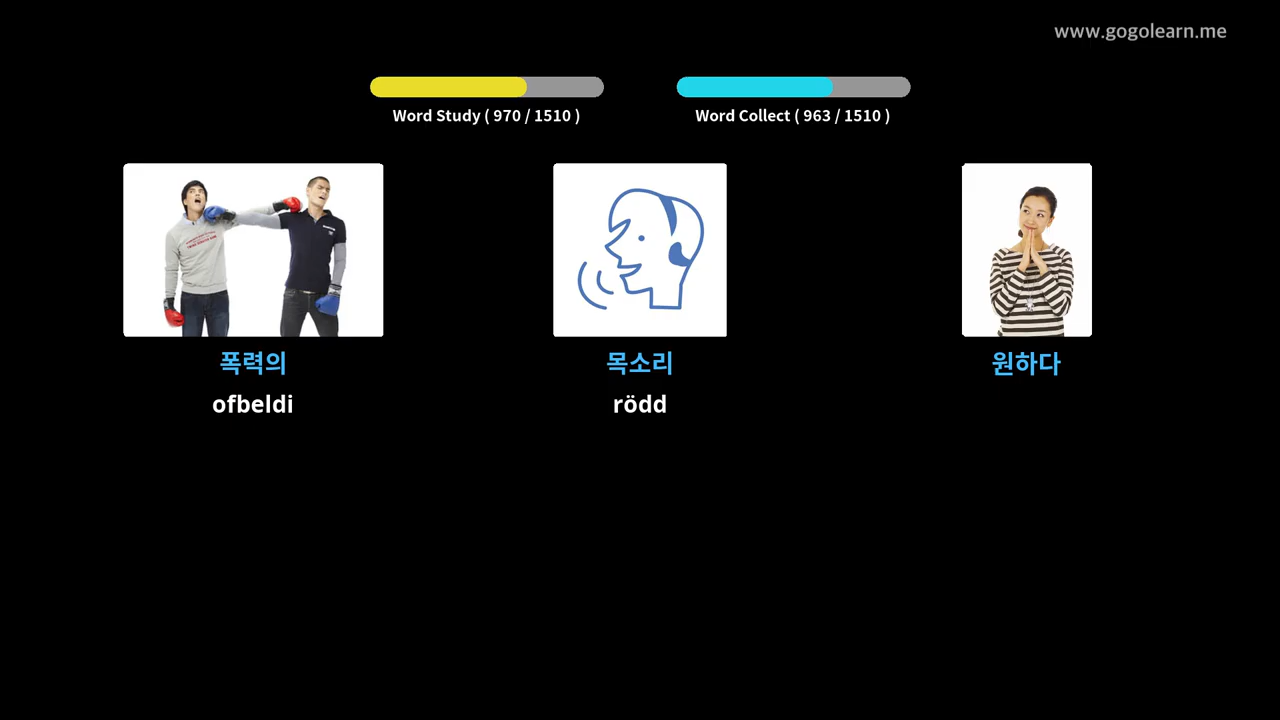 www.gogolearn.me
Word Study ( 970 / 1510 )
Word Collect ( 963 / 1510 )
폭력의
목소리
원하다
ofbeldi
rödd